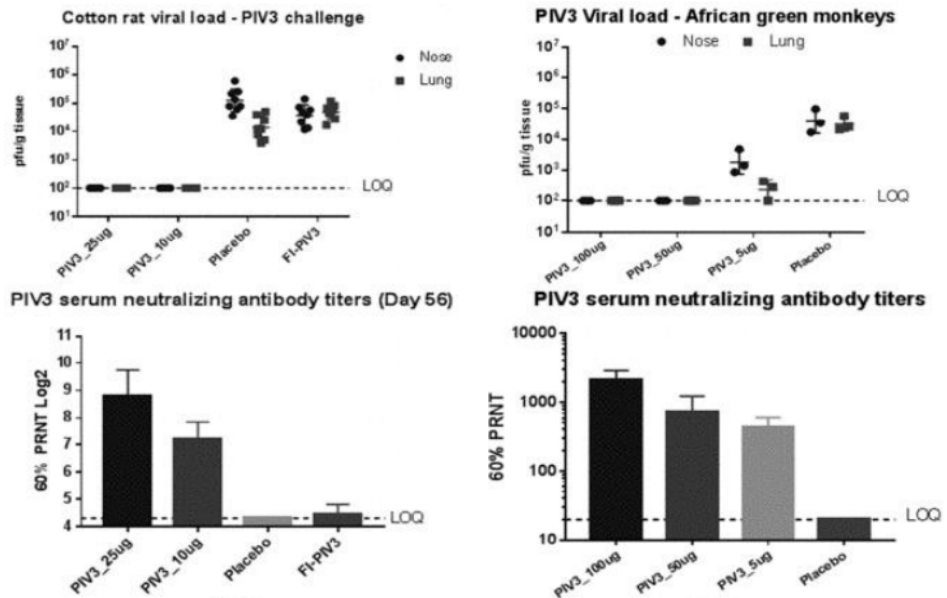 Cotton rat viral load - PIV3 challenge
pfu/g tissue
10⁷
10⁶
10⁵
10⁴
10³
10²
10¹
Nose
Lung
LOQ
PIV3_25ug
PIV3_10ug
Placebo
FI-PIV3
PIV3 Viral load - African green monkeys
Nose
Lung
pfu/g tissue
10⁷
10⁶
10⁵
10⁴
10³
10²
10¹
LOQ
PIV3_100ug
PIV3_50ug
PIV3_5ug
Placebo
PIV3 serum neutralizing antibody titers (Day 56)
60% PRNT Log2
11
10
9
8
7
6
5
4
LOQ
PIV3_25ug
PIV3_10ug
Placebo
FI-PIV3
PIV3 serum neutralizing antibody titers
60% PRNT
10000
1000
100
10
LOQ
PIV3_100ug
PIV3_50ug
PIV3_5ug
Placebo